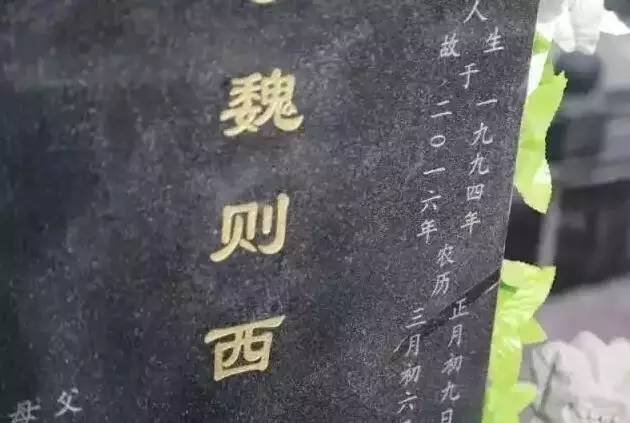 人
生
故
于
一九九四年
二〇一六年
农历
正月初九日
三月初六
魏则西
父
母